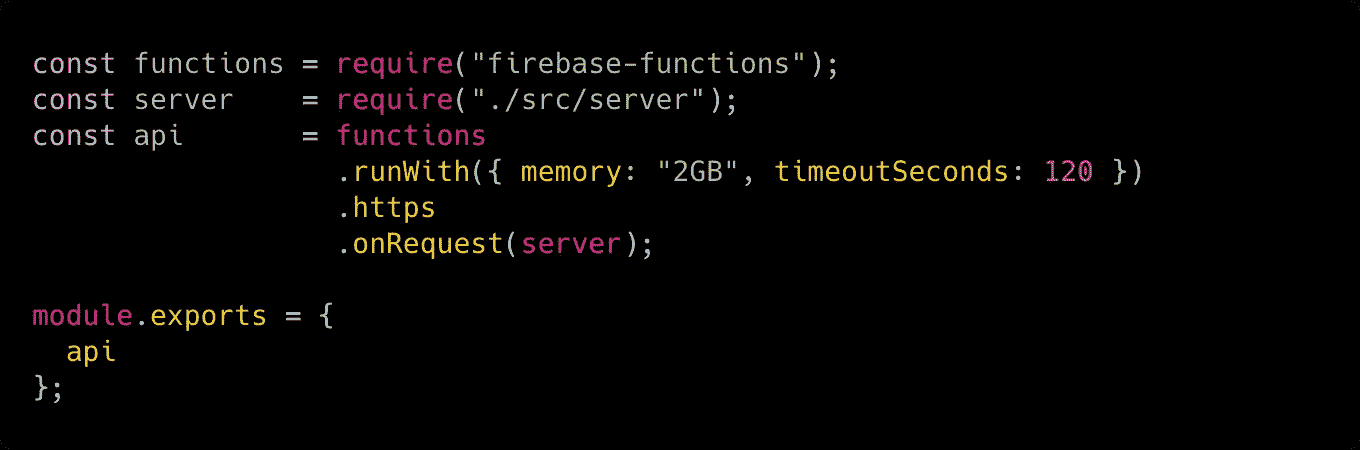 const functions = require("firebase-functions");
const server    = require("./src/server");
const api       = functions
                  .runWith({ memory: "2GB", timeoutSeconds: 120 })
                  .https
                  .onRequest(server);

module.exports = {
  api
};